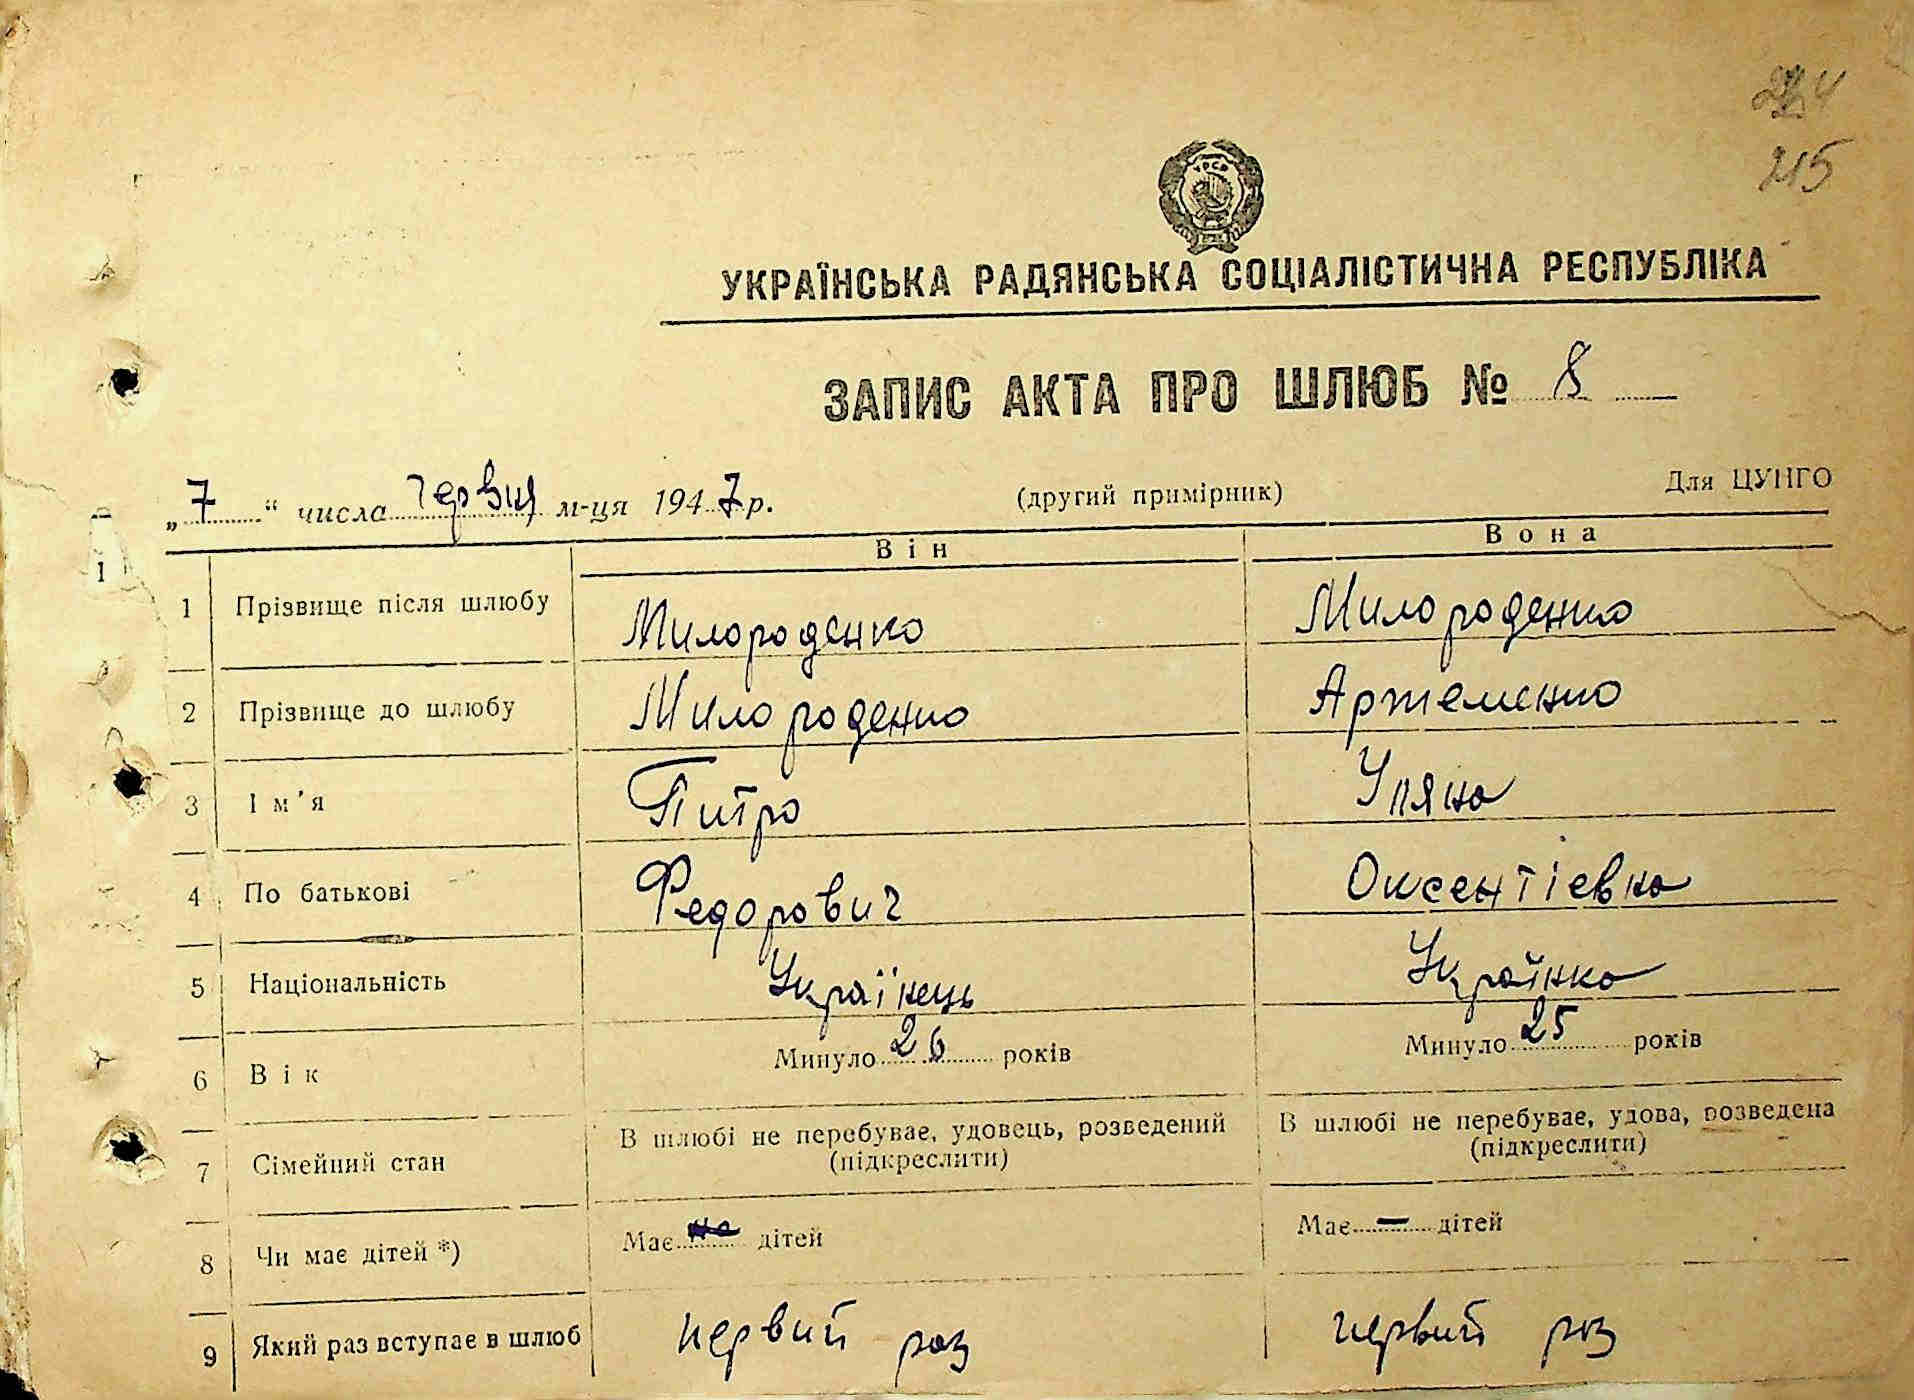 215
УРСР
УКРАЇНСЬКА РАДЯНСЬКА СОЦІАЛІСТИЧНА РЕСПУБЛІКА
ЗАПИС АКТА ПРО ШЛЮБ № 8
„7“ числа Червця м-ця 1947 р. (другий примірник) Для ЦУНГО
Він Вона
1
1 Прізвище після шлюбу Милороденко Милороденко
2 Прізвище до шлюбу Милороденко Артеменко
3 Ім'я Питро Уляна
4 По батькові Федорович Оксентіевна
5 Національність Українець Українка
6 Вік Минуло 26 років Минуло 25 років
7 Сімейний стан В шлюбі не перебуває, удовець, розведений (підкреслити) В шлюбі не перебуває, удова, розведена (підкреслити)
8 Чи має дітей *) Має дітей Має — дітей
9 Який раз вступає в шлюб первий раз первий раз